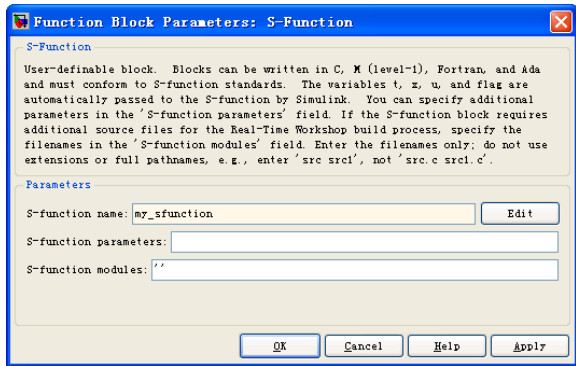 Function Block Parameters: S-Function
S-Function
User-definable block.  Blocks can be written in C, M (level-1), Fortran, and Ada
and must conform to S-function standards.  The variables t, x, u, and flag are
automatically passed to the S-function by Simulink.  You can specify additional
parameters in the 'S-function parameters' field. If the S-function block requires
additional source files for the Real-Time Workshop build process, specify the
filenames in the 'S-function modules' field. Enter the filenames only; do not use
extensions or full pathnames, e.g., enter 'src src1', not 'src.c src1.c'.
Parameters
S-function name: my_sfunction Edit
S-function parameters:
S-function modules: ''
OK Cancel Help Apply